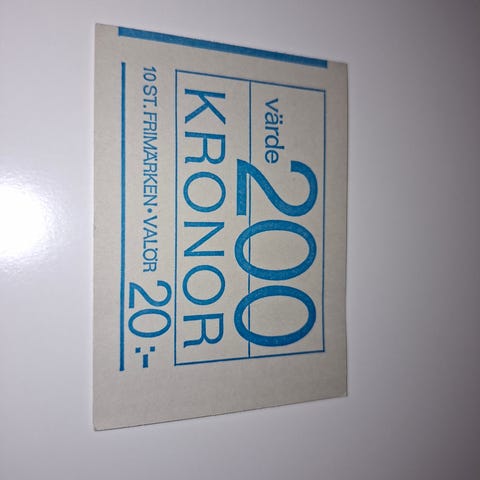 värde
200
KRONOR
10 ST. FRIMÄRKEN • VALÖR 20:-